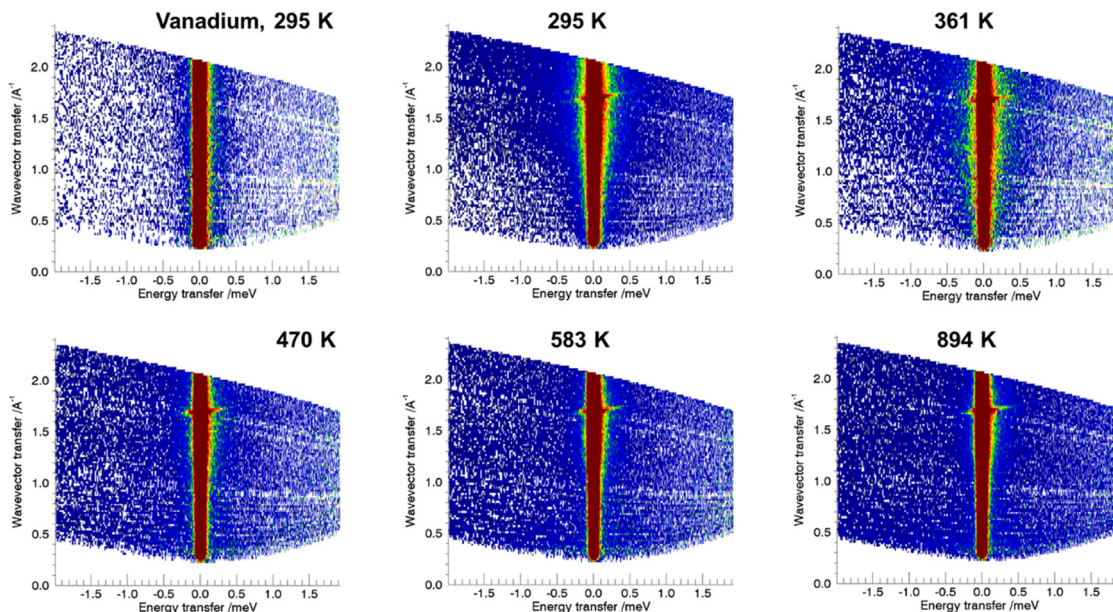 Vanadium, 295 K
295 K
361 K
Wavevector transfer /A⁻¹
2.0
1.5
1.0
0.5
0.0
-1.5 -1.0 -0.5 0.0 0.5 1.0 1.5
Energy transfer /meV
Wavevector transfer /A⁻¹
2.0
1.5
1.0
0.5
0.0
-1.5 -1.0 -0.5 0.0 0.5 1.0 1.5
Energy transfer /meV
Wavevector transfer /A⁻¹
2.0
1.5
1.0
0.5
0.0
-1.5 -1.0 -0.5 0.0 0.5 1.0 1.5
Energy transfer /meV
470 K
583 K
894 K
Wavevector transfer /A⁻¹
2.0
1.5
1.0
0.5
0.0
-1.5 -1.0 -0.5 0.0 0.5 1.0 1.5
Energy transfer /meV
Wavevector transfer /A⁻¹
2.0
1.5
1.0
0.5
0.0
-1.5 -1.0 -0.5 0.0 0.5 1.0 1.5
Energy transfer /meV
Wavevector transfer /A⁻¹
2.0
1.5
1.0
0.5
0.0
-1.5 -1.0 -0.5 0.0 0.5 1.0 1.5
Energy transfer /meV